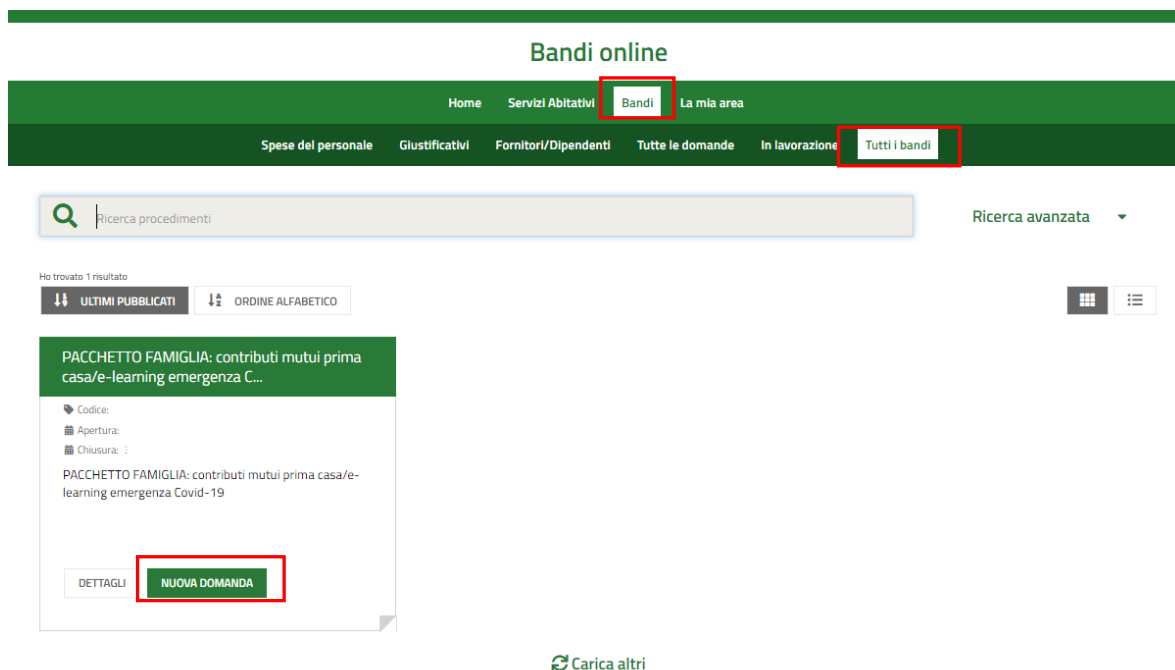 Bandi online
Home Servizi Abitativi Bandi La mia area
Spese del personale Giustificativi Fornitori/Dipendenti Tutte le domande In lavorazione Tutti i bandi
Ricerca procedimenti
Ricerca avanzata
Ho trovato 1 risultato
ULTIMI PUBBLICATI ORDINE ALFABETICO
PACCHETTO FAMIGLIA: contributi mutui prima
casa/e-learning emergenza C...
Codice:
Apertura:
Chiusura:
PACCHETTO FAMIGLIA: contributi mutui prima casa/e-
learning emergenza Covid-19
DETTAGLI NUOVA DOMANDA
Carica altri